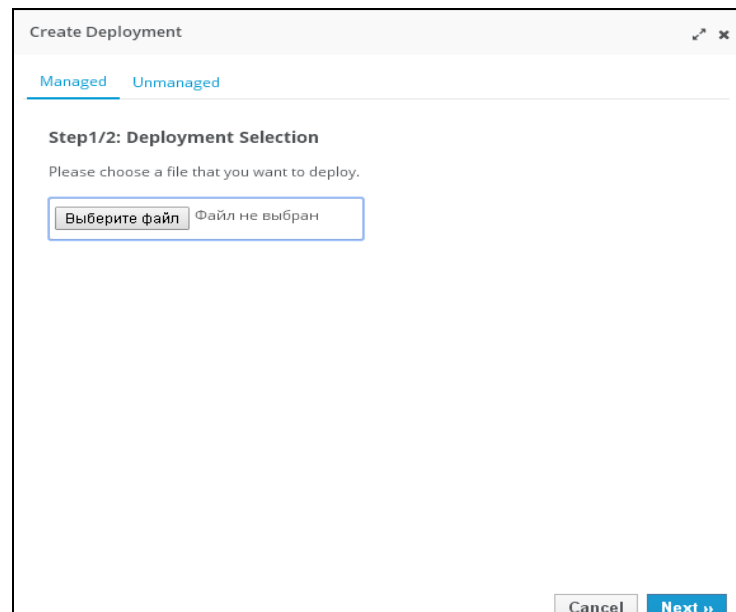 Create Deployment
Managed Unmanaged
Step1/2: Deployment Selection
Please choose a file that you want to deploy.
Выберите файл Файл не выбран
Cancel Next »